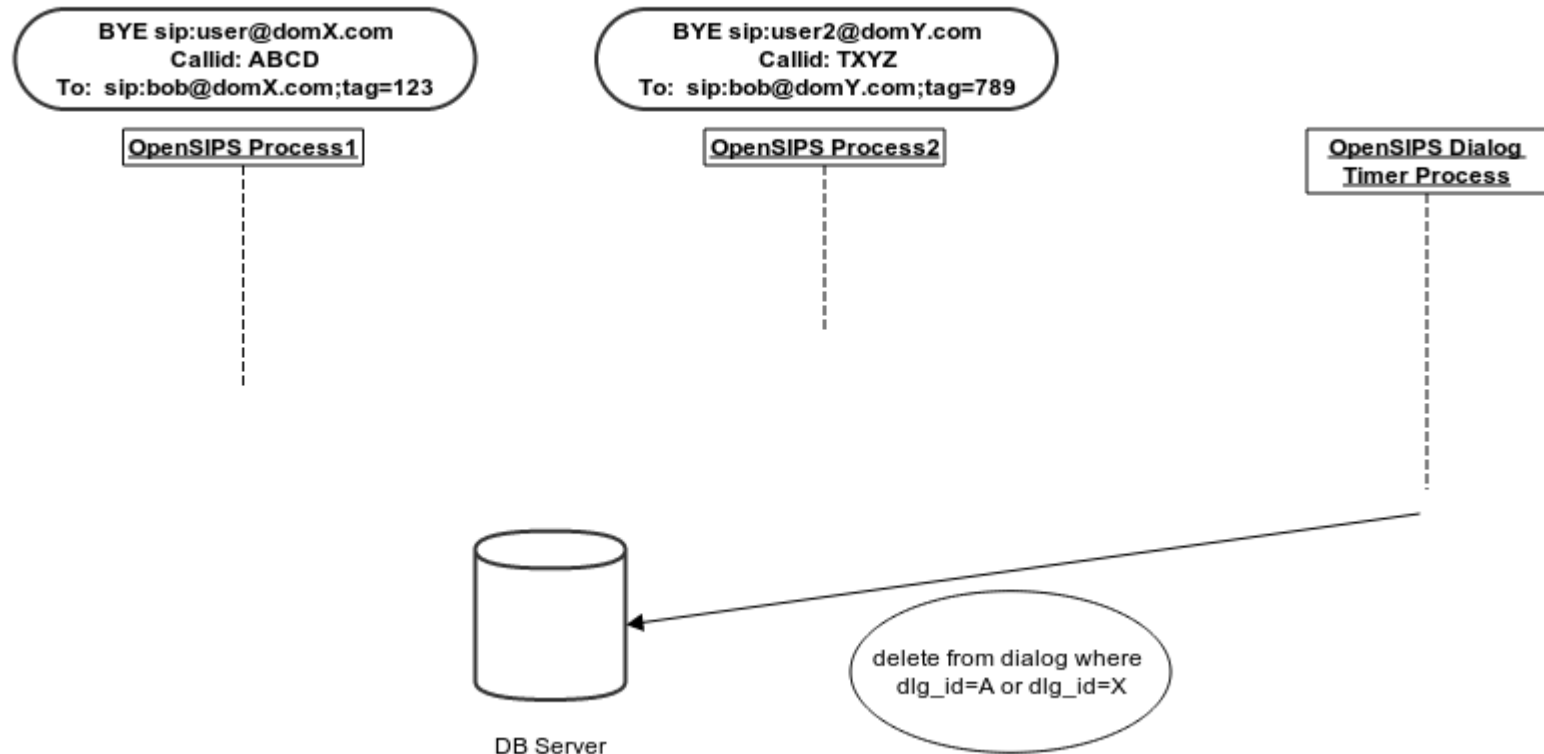 BYE sip:user@domX.com
Callid: ABCD
To:  sip:bob@domX.com;tag=123
BYE sip:user2@domY.com
Callid: TXYZ
To:  sip:bob@domY.com;tag=789
OpenSIPS Process1
OpenSIPS Process2
OpenSIPS Dialog
Timer Process
delete from dialog where
dlg_id=A or dlg_id=X
DB Server